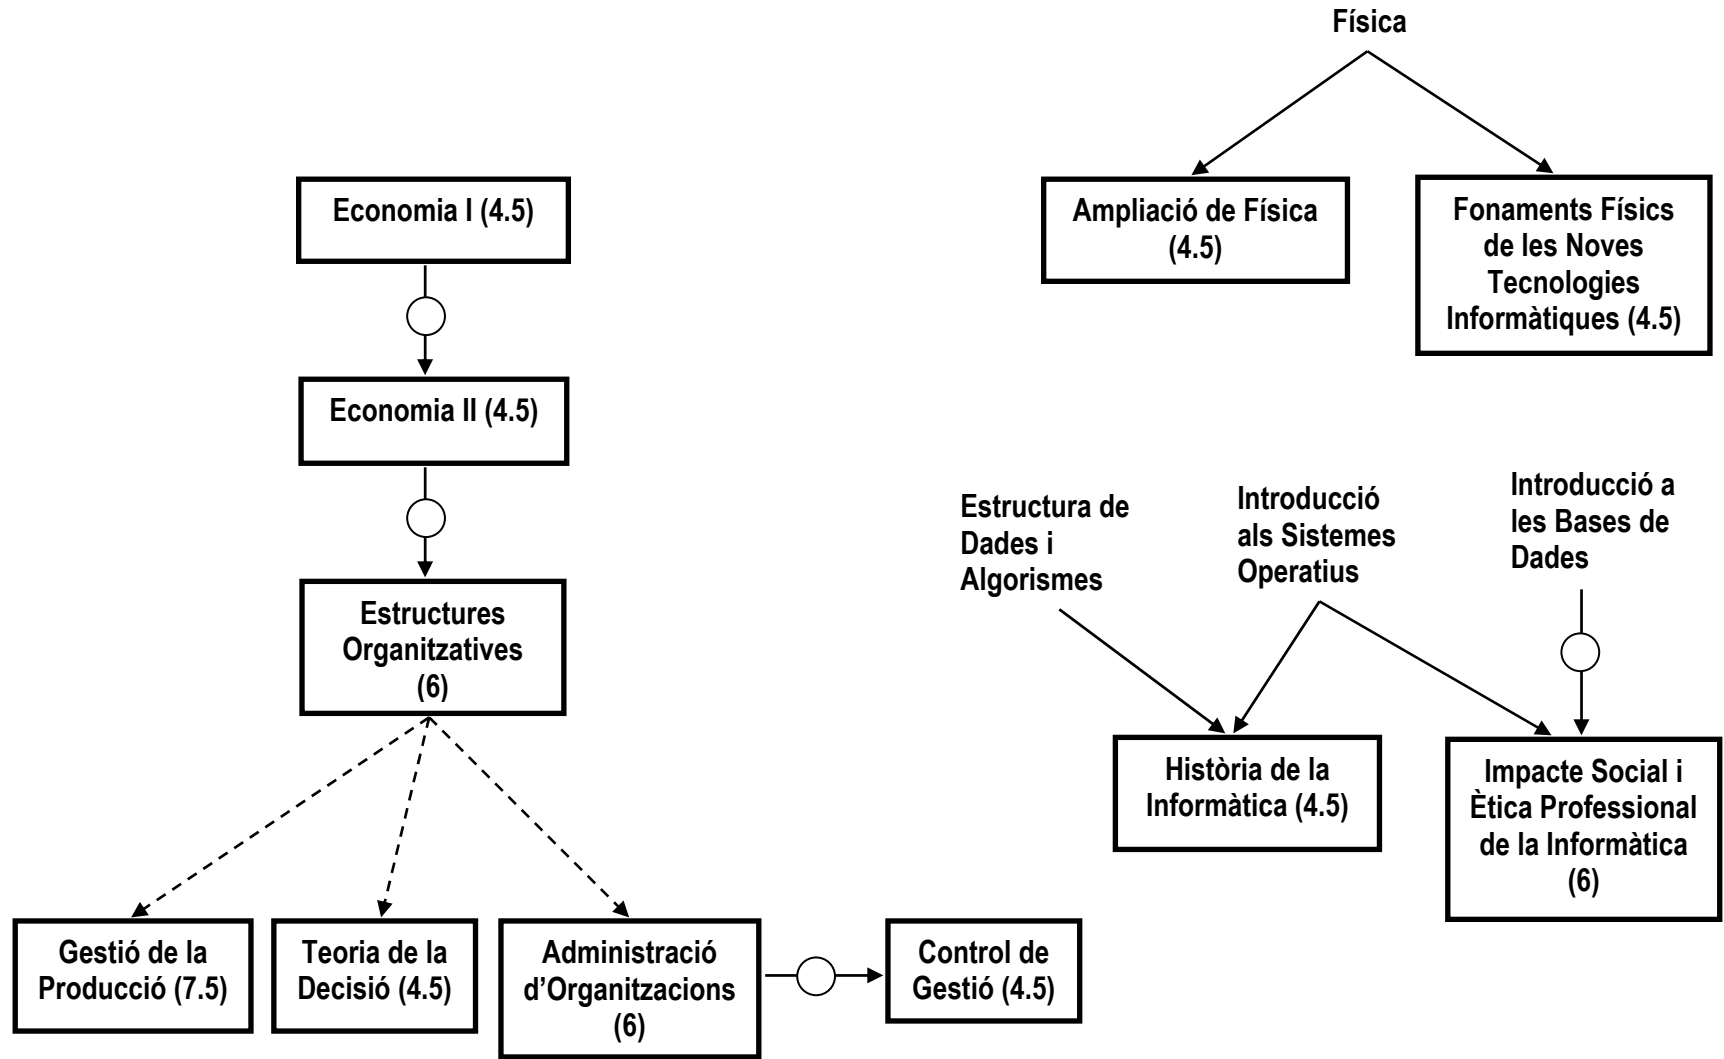 Física
Economia I (4.5)
Ampliació de Física
(4.5)
Fonaments Físics
de les Noves
Tecnologies
Informàtiques (4.5)
Economia II (4.5)
Estructura de
Dades i
Algorismes
Introducció
als Sistemes
Operatius
Introducció a
les Bases de
Dades
Estructures
Organitzatives
(6)
Història de la
Informàtica (4.5)
Impacte Social i
Ètica Professional
de la Informàtica
(6)
Gestió de la
Producció (7.5)
Teoria de la
Decisió (4.5)
Administració
d’Organitzacions
(6)
Control de
Gestió (4.5)